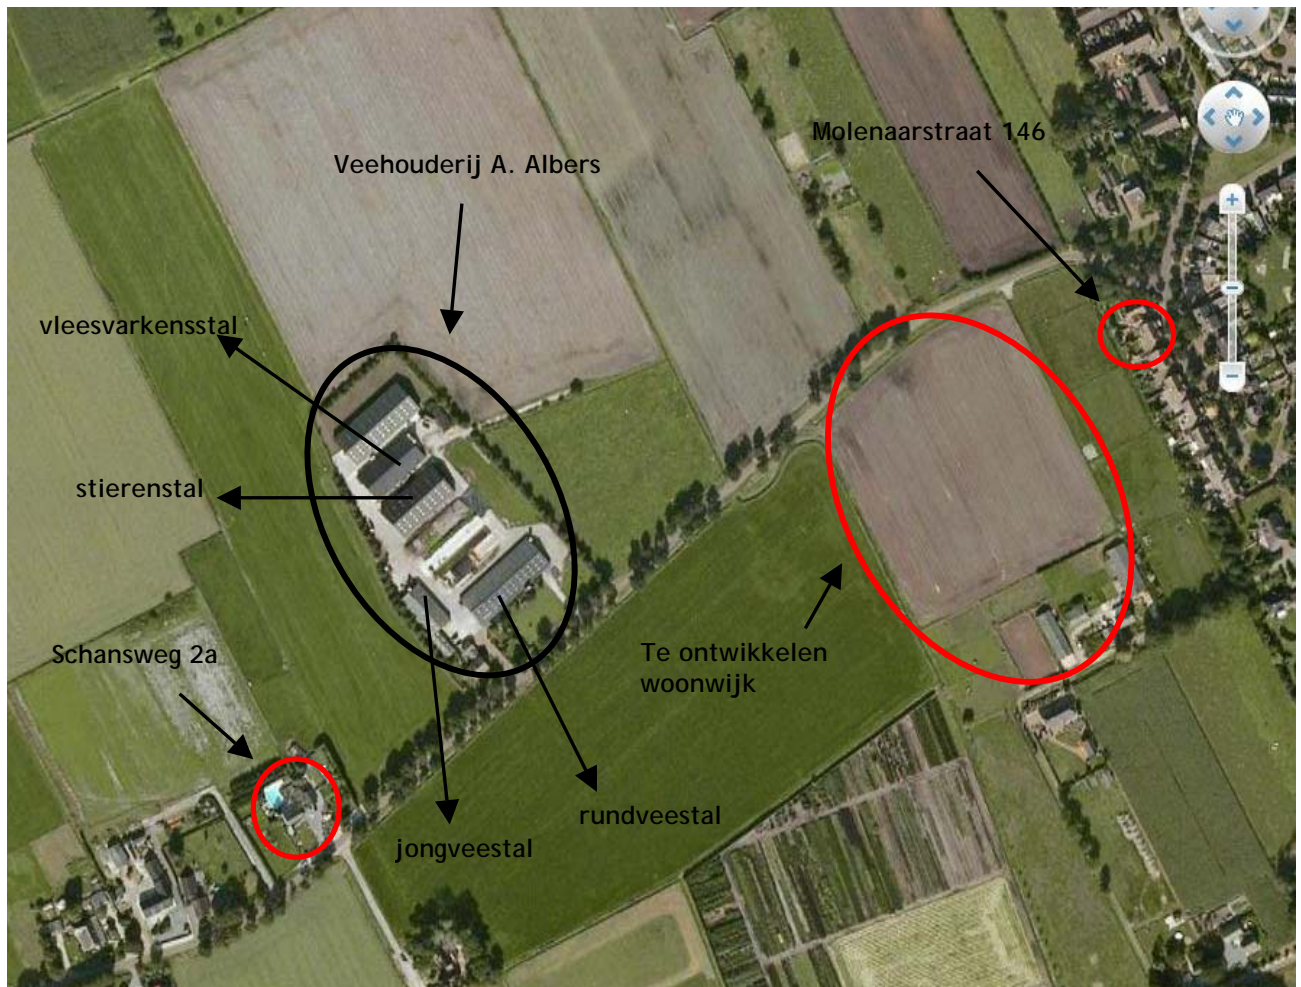 Molenaarstraat 146
Veehouderij A. Albers
vleesvarkensstal
stierenstal
Schansweg 2a
Te ontwikkelen
woonwijk
rundveestal
jongveestal